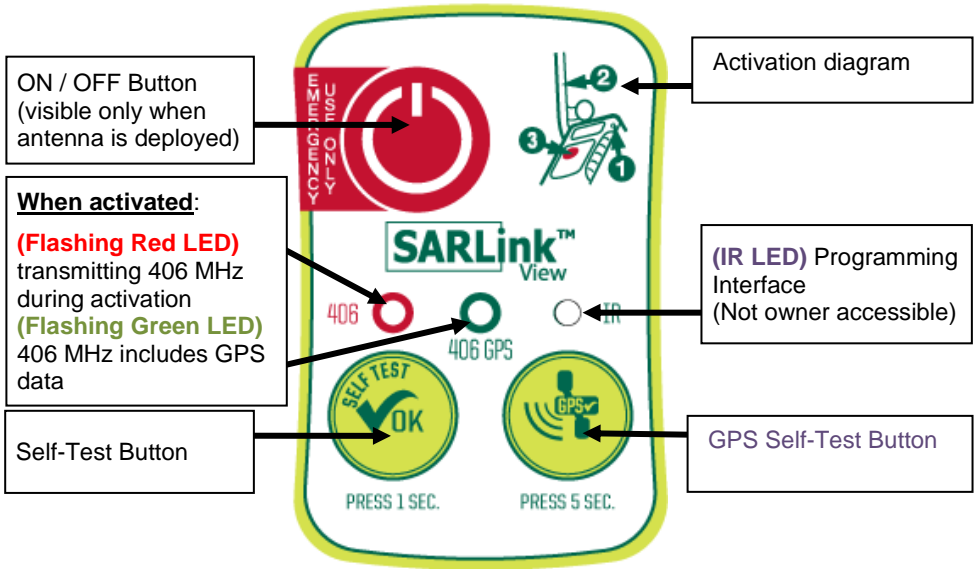 ON / OFF Button
(visible only when
antenna is deployed)
When activated:
(Flashing Red LED)
transmitting 406 MHz
during activation
(Flashing Green LED)
406 MHz includes GPS
data
Self-Test Button
EMERGENCY
USE ONLY
2
3
1
SARLink™
View
406
406 GPS
IR
SELF TEST
OK
GPS
PRESS 1 SEC.
PRESS 5 SEC.
Activation diagram
(IR LED) Programming
Interface
(Not owner accessible)
GPS Self-Test Button